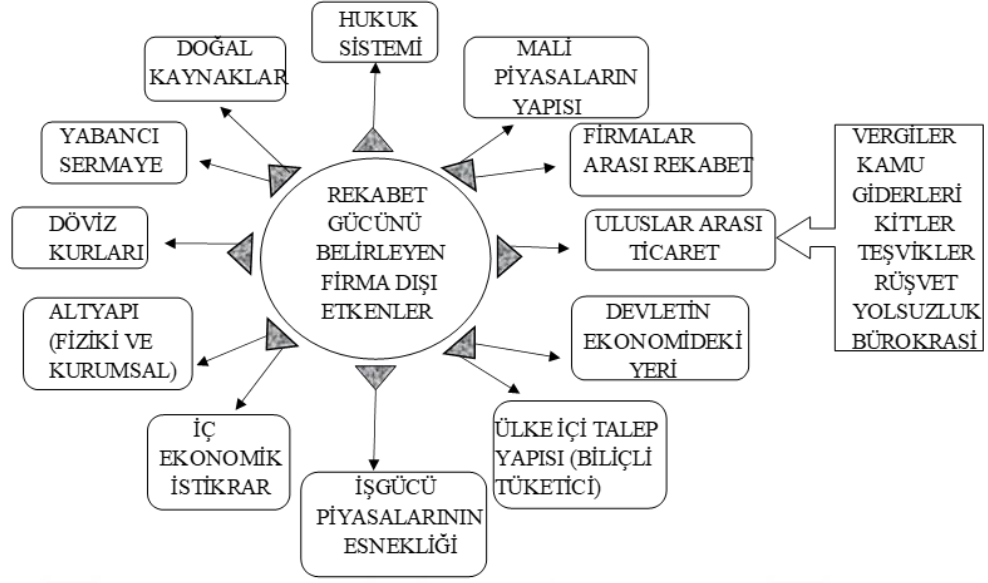 HUKUK
SİSTEMİ
DOĞAL
KAYNAKLAR
MALİ
PİYASALARIN
YAPISI
YABANCI
SERMAYE
FİRMALAR
ARASI REKABET
VERGİLER
KAMU
GİDERLERİ
KİT'LER
TEŞVİKLER
RÜŞVET
YOLSUZLUK
BÜROKRASİ
REKABET
GÜCÜNÜ
BELİRLEYEN
FİRMA DIŞI
ETKENLER
DÖVİZ
KURLARI
ULUSLAR ARASI
TİCARET
ALTYAPI
(FİZİKİ VE
KURUMSAL)
DEVLETİN
EKONOMİDEKİ
YERİ
İÇ
EKONOMİK
İSTİKRAR
ÜLKE İÇİ TALEP
YAPISI (BİLİÇLİ
TÜKETİCİ)
İŞGÜCÜ
PİYASALARININ
ESNEKLİĞİ